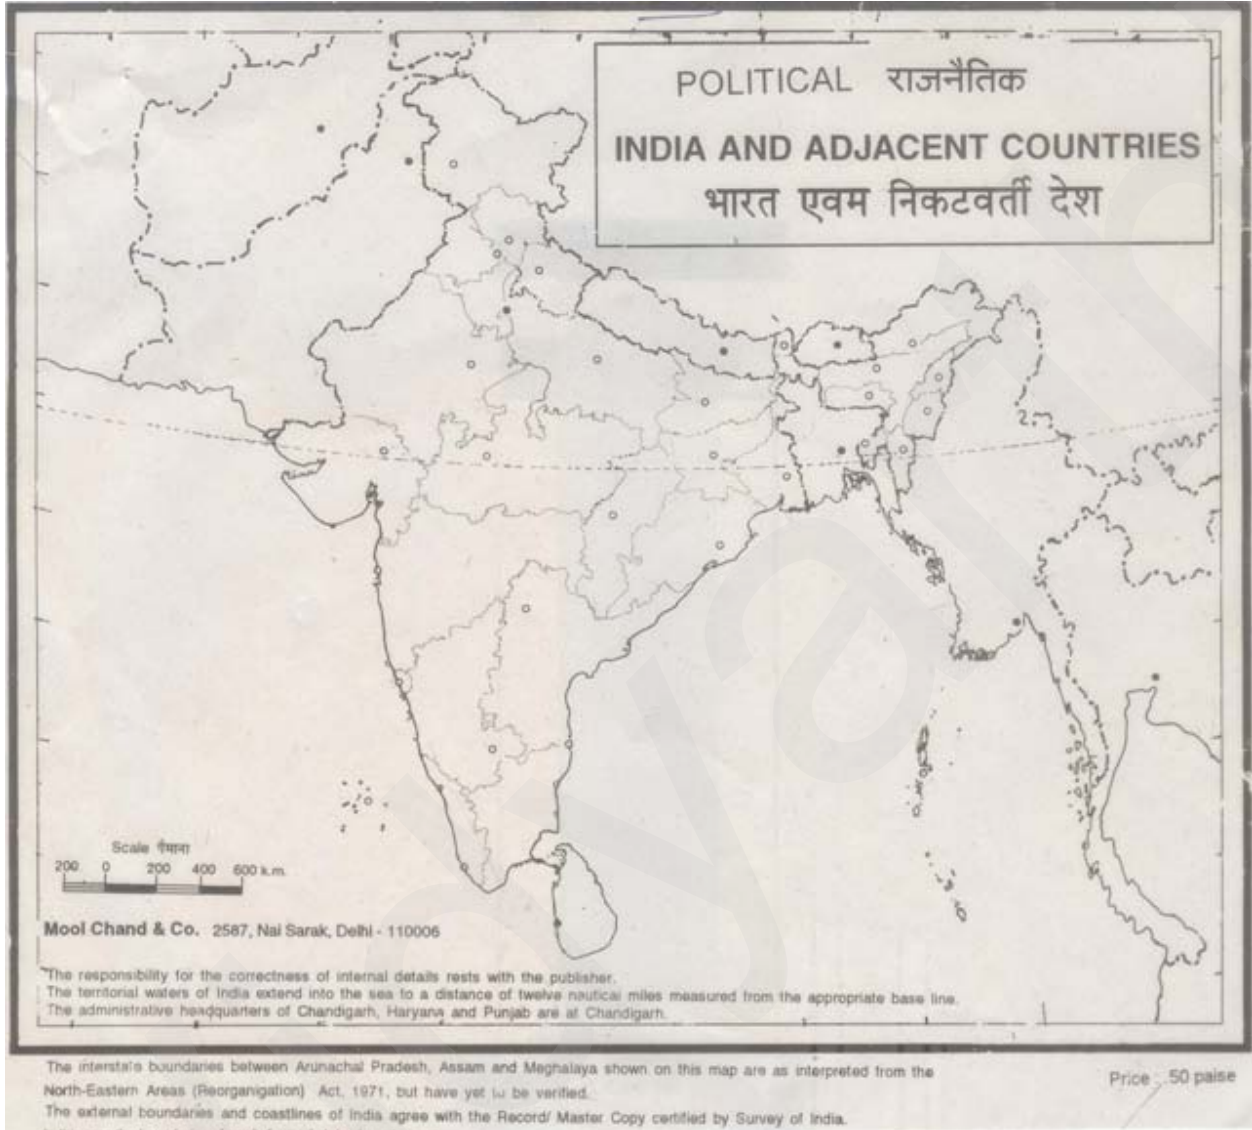 POLITICAL राजनैतिक
INDIA AND ADJACENT COUNTRIES
भारत एवम निकटवर्ती देश
Scale पैमाना
200 0 200 400 600 k.m.
Mool Chand & Co. 2587, Nai Sarak, Delhi - 110006
The responsibility for the correctness of internal details rests with the publisher.
The territorial waters of India extend into the sea to a distance of twelve nautical miles measured from the appropriate base line.
The administrative headquarters of Chandigarh, Haryana and Punjab are at Chandigarh.
The interstate boundaries between Arunachal Pradesh, Assam and Meghalaya shown on this map are as interpreted from the
North-Eastern Areas (Reorganigation) Act, 1971, but have yet to be verified.
Price : .50 paise
The external boundaries and coastlines of India agree with the Record/ Master Copy certified by Survey of India.